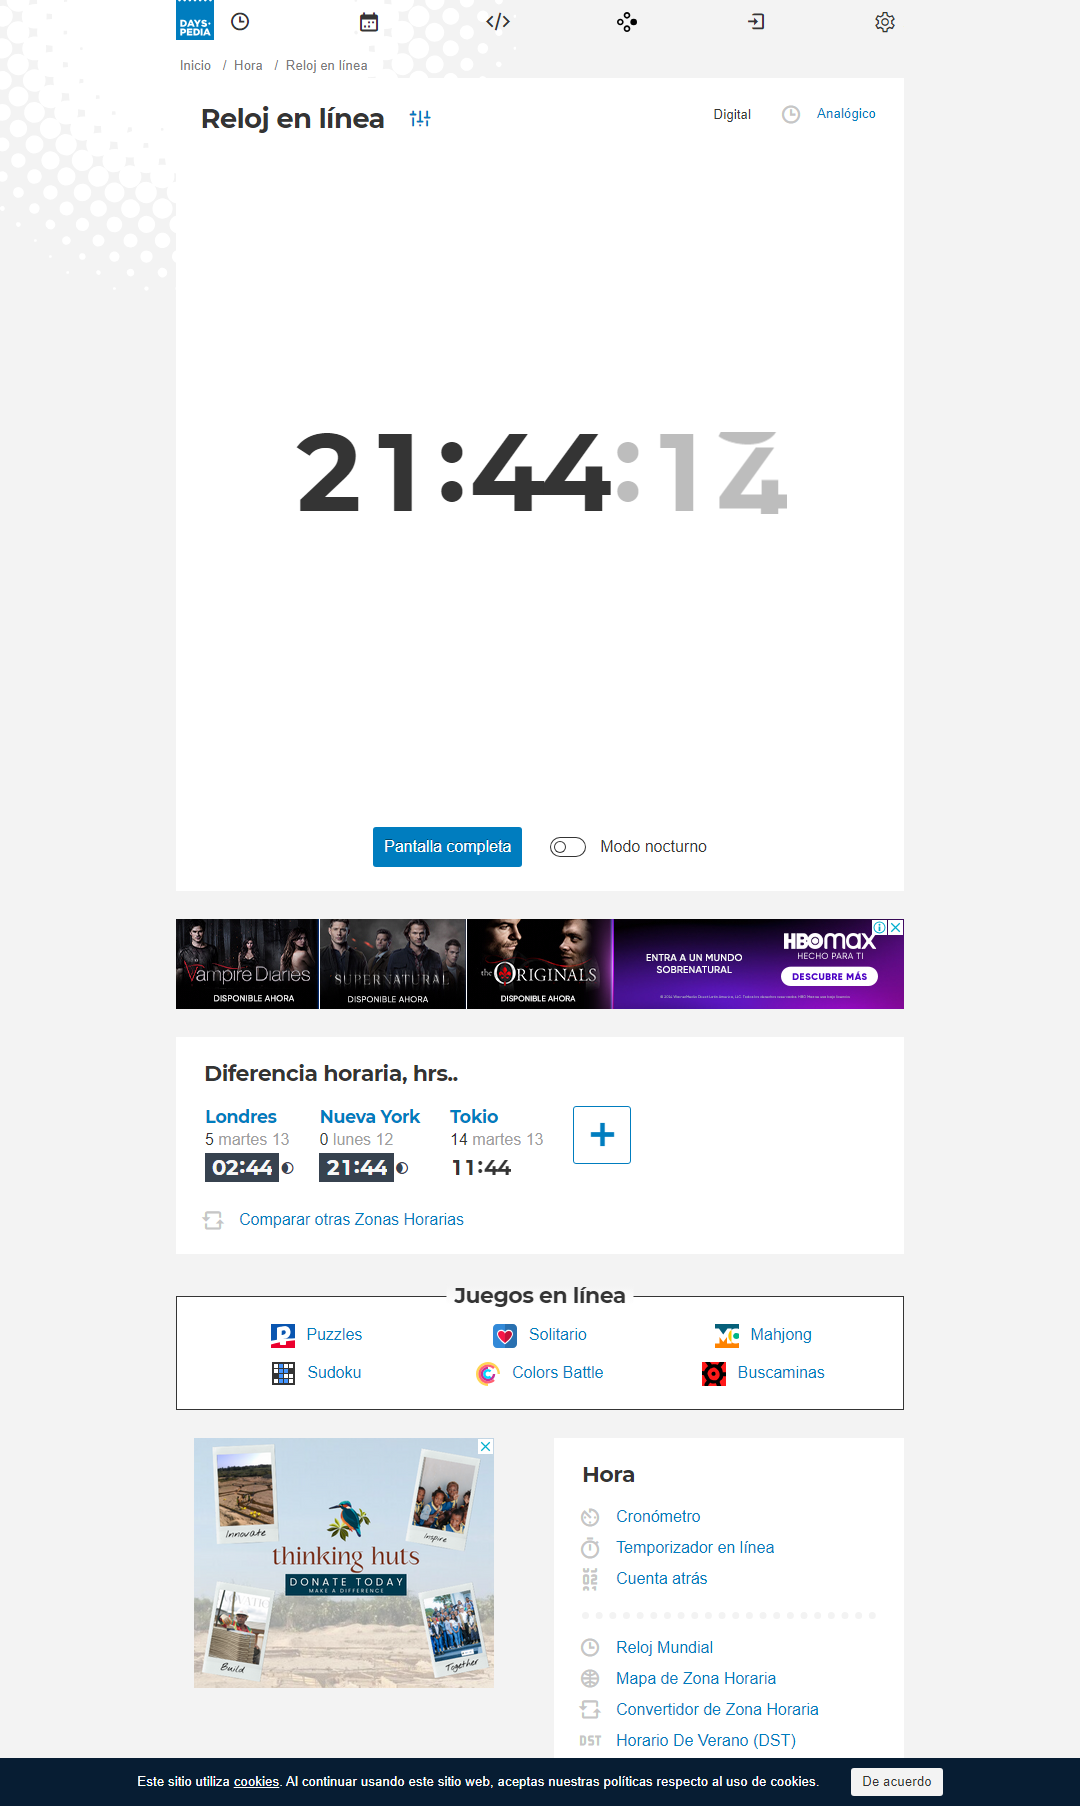 DAYS-
PEDIA
Inicio / Hora / Reloj en línea
Reloj en línea
Digital
Analógico
21:44:14
Pantalla completa
Modo nocturno
The Vampire Diaries
DISPONIBLE AHORA
SUPERNATURAL
DISPONIBLE AHORA
the ORIGINALS
DISPONIBLE AHORA
ENTRA A UN MUNDO
SOBRENATURAL
HBOMAX
HECHO PARA TI
DESCUBRE MÁS
Diferencia horaria, hrs..
Londres
5 martes 13
02:44
Nueva York
0 lunes 12
21:44
Tokio
14 martes 13
11:44
Comparar otras Zonas Horarias
Juegos en línea
Puzzles
Solitario
Mahjong
Sudoku
Colors Battle
Buscaminas
Innovate
Inspire
thinking huts
DONATE TODAY
MAKE A DIFFERENCE
Build
Together
Hora
Cronómetro
Temporizador en línea
Cuenta atrás
Reloj Mundial
Mapa de Zona Horaria
Convertidor de Zona Horaria
DST Horario De Verano (DST)
Este sitio utiliza cookies. Al continuar usando este sitio web, aceptas nuestras políticas respecto al uso de cookies.
De acuerdo